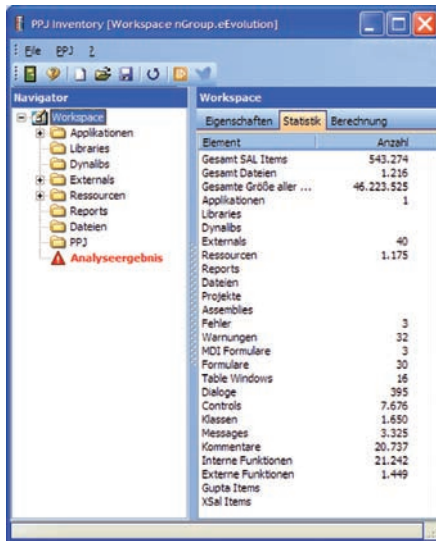 PPJ Inventory [Workspace nGroup.eEvolution]
File PPJ ?
Navigator
Workspace
Applikationen
Libraries
Dynalibs
Externals
Ressourcen
Reports
Dateien
PPJ
Analyseergebnis
Workspace
Eigenschaften Statistik Berechnung
Element Anzahl
Gesamt SAL Items 543.274
Gesamt Dateien 1.216
Gesamte Größe aller ... 46.223.525
Applikationen 1
Libraries
Dynalibs
Externals 40
Ressourcen 1.175
Reports
Dateien
Projekte
Assemblies
Fehler 3
Warnungen 32
MDI Formulare 3
Formulare 30
Table Windows 16
Dialoge 395
Controls 7.676
Klassen 1.650
Messages 3.325
Kommentare 20.737
Interne Funktionen 21.242
Externe Funktionen 1.449
Gupta Items
XSal Items